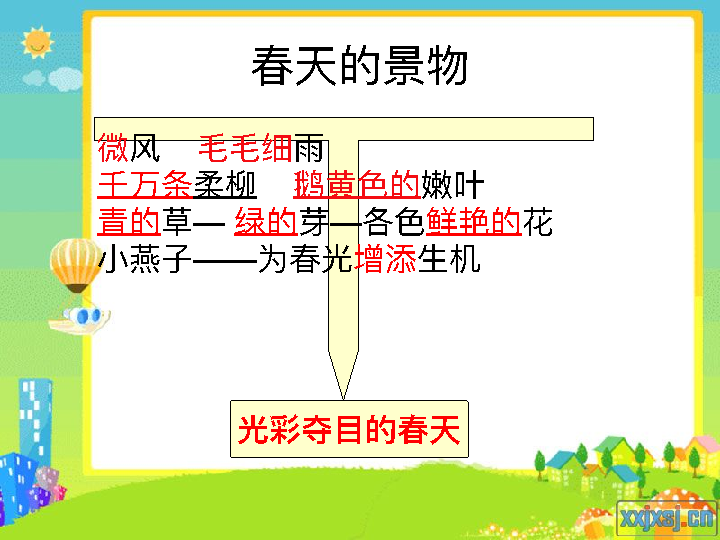 春天的景物
微风 毛毛细雨
千万条柔柳 鹅黄色的嫩叶
青的草— 绿的芽—各色鲜艳的花
小燕子——为春光增添生机
光彩夺目的春天
xxjxsj.cn